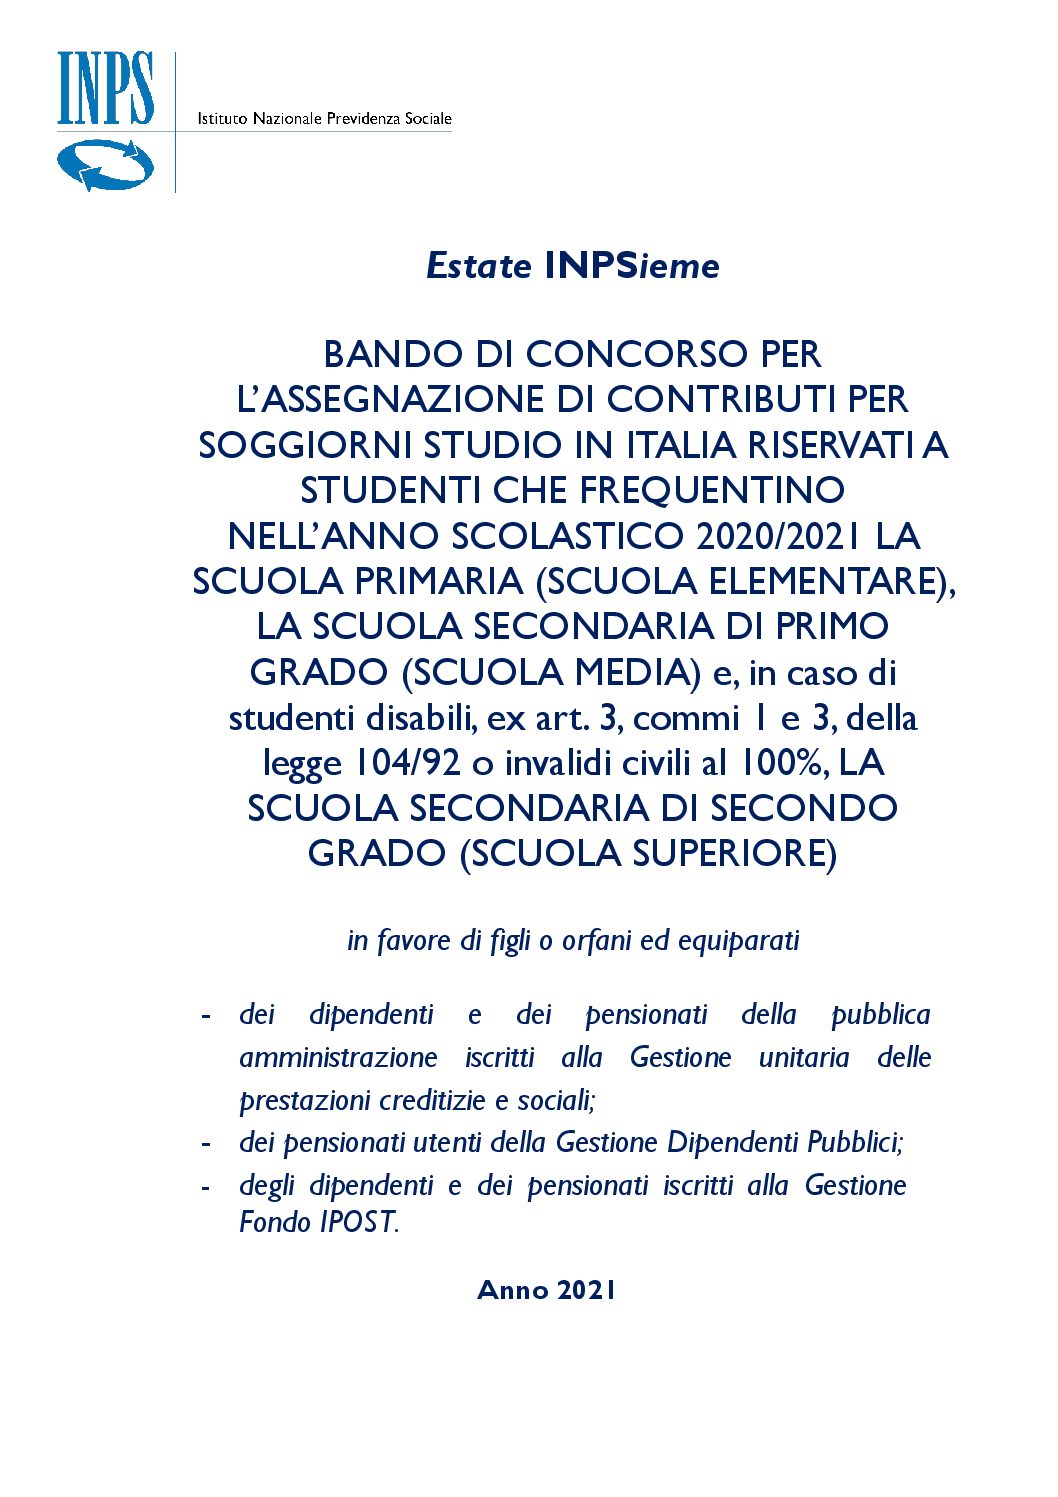 INPS
Istituto Nazionale Previdenza Sociale
Estate INPSieme
BANDO DI CONCORSO PER
L’ASSEGNAZIONE DI CONTRIBUTI PER
SOGGIORNI STUDIO IN ITALIA RISERVATI A
STUDENTI CHE FREQUENTINO
NELL’ANNO SCOLASTICO 2020/2021 LA
SCUOLA PRIMARIA (SCUOLA ELEMENTARE),
LA SCUOLA SECONDARIA DI PRIMO
GRADO (SCUOLA MEDIA) e, in caso di
studenti disabili, ex art. 3, commi 1 e 3, della
legge 104/92 o invalidi civili al 100%, LA
SCUOLA SECONDARIA DI SECONDO
GRADO (SCUOLA SUPERIORE)
in favore di figli o orfani ed equiparati
- dei dipendenti e dei pensionati della pubblica
amministrazione iscritti alla Gestione unitaria delle
prestazioni creditizie e sociali;
- dei pensionati utenti della Gestione Dipendenti Pubblici;
- degli dipendenti e dei pensionati iscritti alla Gestione
Fondo IPOST.
Anno 2021